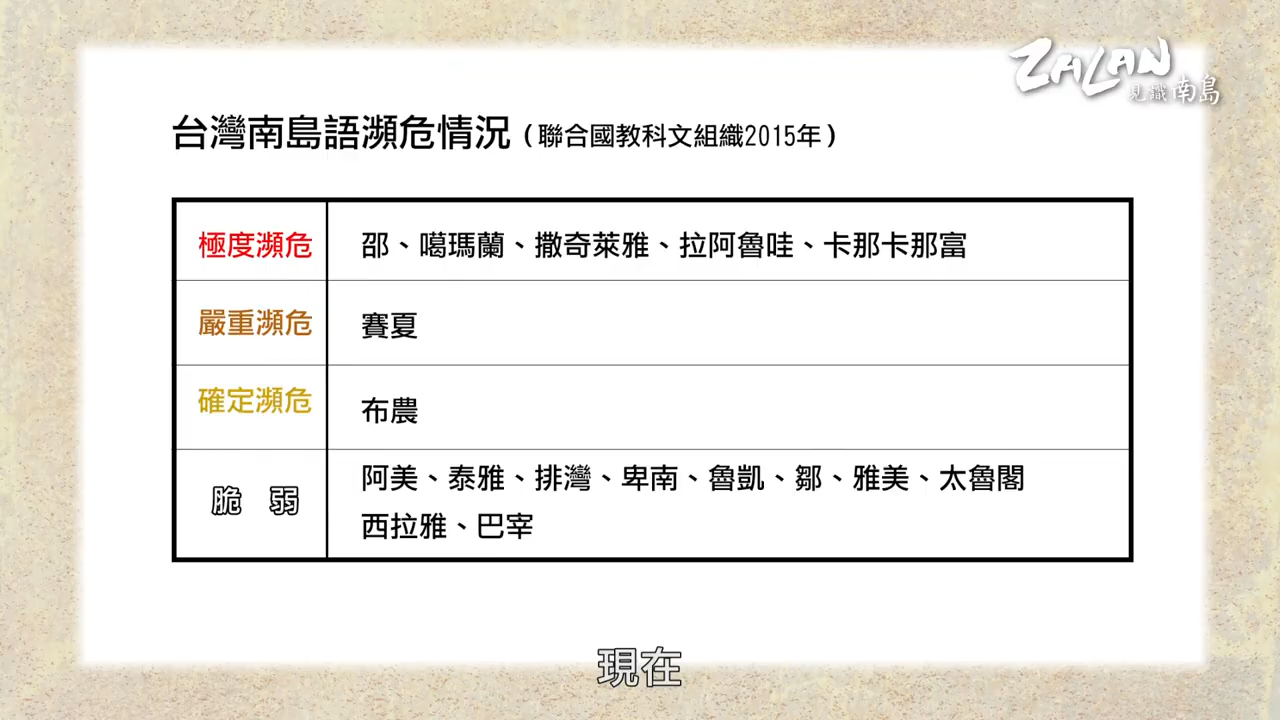 ZALAN
見識南島
台灣南島語瀕危情況（聯合國教科文組織2015年）
極度瀕危
邵、噶瑪蘭、撒奇萊雅、拉阿魯哇、卡那卡那富
嚴重瀕危
賽夏
確定瀕危
布農
脆 弱
阿美、泰雅、排灣、卑南、魯凱、鄒、雅美、太魯閣
西拉雅、巴宰
現在